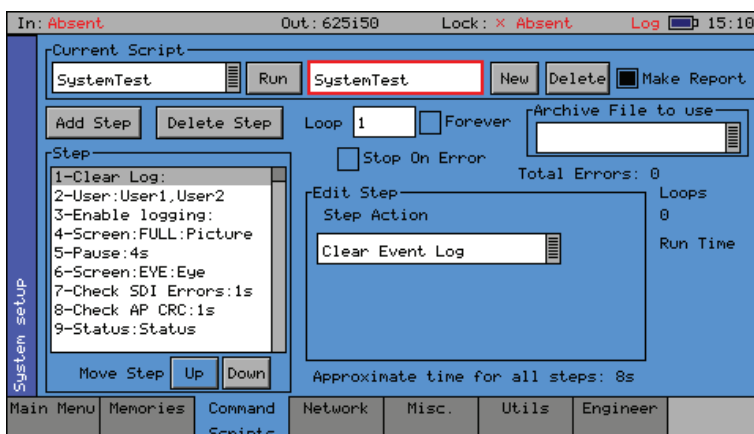 In: Absent Out: 625i50 Lock: × Absent Log 15:10
Current Script
SystemTest Run SystemTest New Delete Make Report
Add Step Delete Step Loop 1 Forever Archive File to use
Stop On Error
Total Errors: 0
Step
1-Clear Log:
2-User:User1,User2
3-Enable logging:
4-Screen:FULL:Picture
5-Pause:4s
6-Screen:EYE:Eye
7-Check SDI Errors:1s
8-Check AP CRC:1s
9-Status:Status
Move Step Up Down
Edit Step
Step Action
Clear Event Log
Loops
0
Run Time
Approximate time for all steps: 8s
System setup
Main Menu Memories Command Scripts Network Misc. Utils Engineer